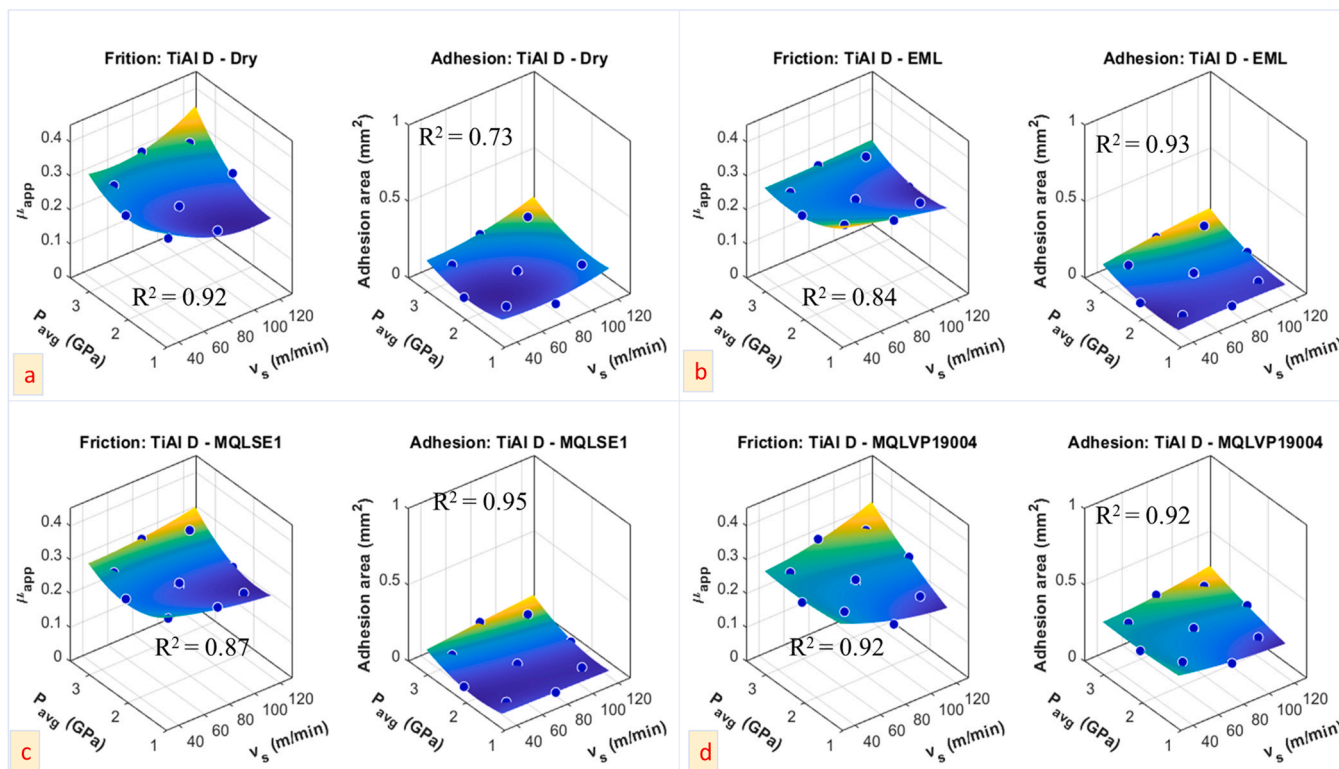 Frition: TiAl D - Dry
Adhesion: TiAl D - Dry
μapp
0.4
0.3
0.2
0.1
0
3
2
1
Pavg (GPa)
40 60 80 100 120
vs (m/min)
R² = 0.92
Adhesion area (mm²)
1
0.5
0
3
2
1
Pavg (GPa)
40 60 80 100 120
vs (m/min)
R² = 0.73
a
Friction: TiAl D - EML
Adhesion: TiAl D - EML
μapp
0.4
0.3
0.2
0.1
0
3
2
1
Pavg (GPa)
40 60 80 100 120
vs (m/min)
R² = 0.84
Adhesion area (mm²)
1
0.5
0
3
2
1
Pavg (GPa)
40 60 80 100 120
vs (m/min)
R² = 0.93
b
Friction: TiAl D - MQLSE1
Adhesion: TiAl D - MQLSE1
μapp
0.4
0.3
0.2
0.1
0
3
2
1
Pavg (GPa)
40 60 80 100 120
vs (m/min)
R² = 0.87
Adhesion area (mm²)
1
0.5
0
3
2
1
Pavg (GPa)
40 60 80 100 120
vs (m/min)
R² = 0.95
c
Friction: TiAl D - MQLVP19004
Adhesion: TiAl D - MQLVP19004
μapp
0.4
0.3
0.2
0.1
0
3
2
1
Pavg (GPa)
40 60 80 100 120
vs (m/min)
R² = 0.92
Adhesion area (mm²)
1
0.5
0
3
2
1
Pavg (GPa)
40 60 80 100 120
vs (m/min)
R² = 0.92
d